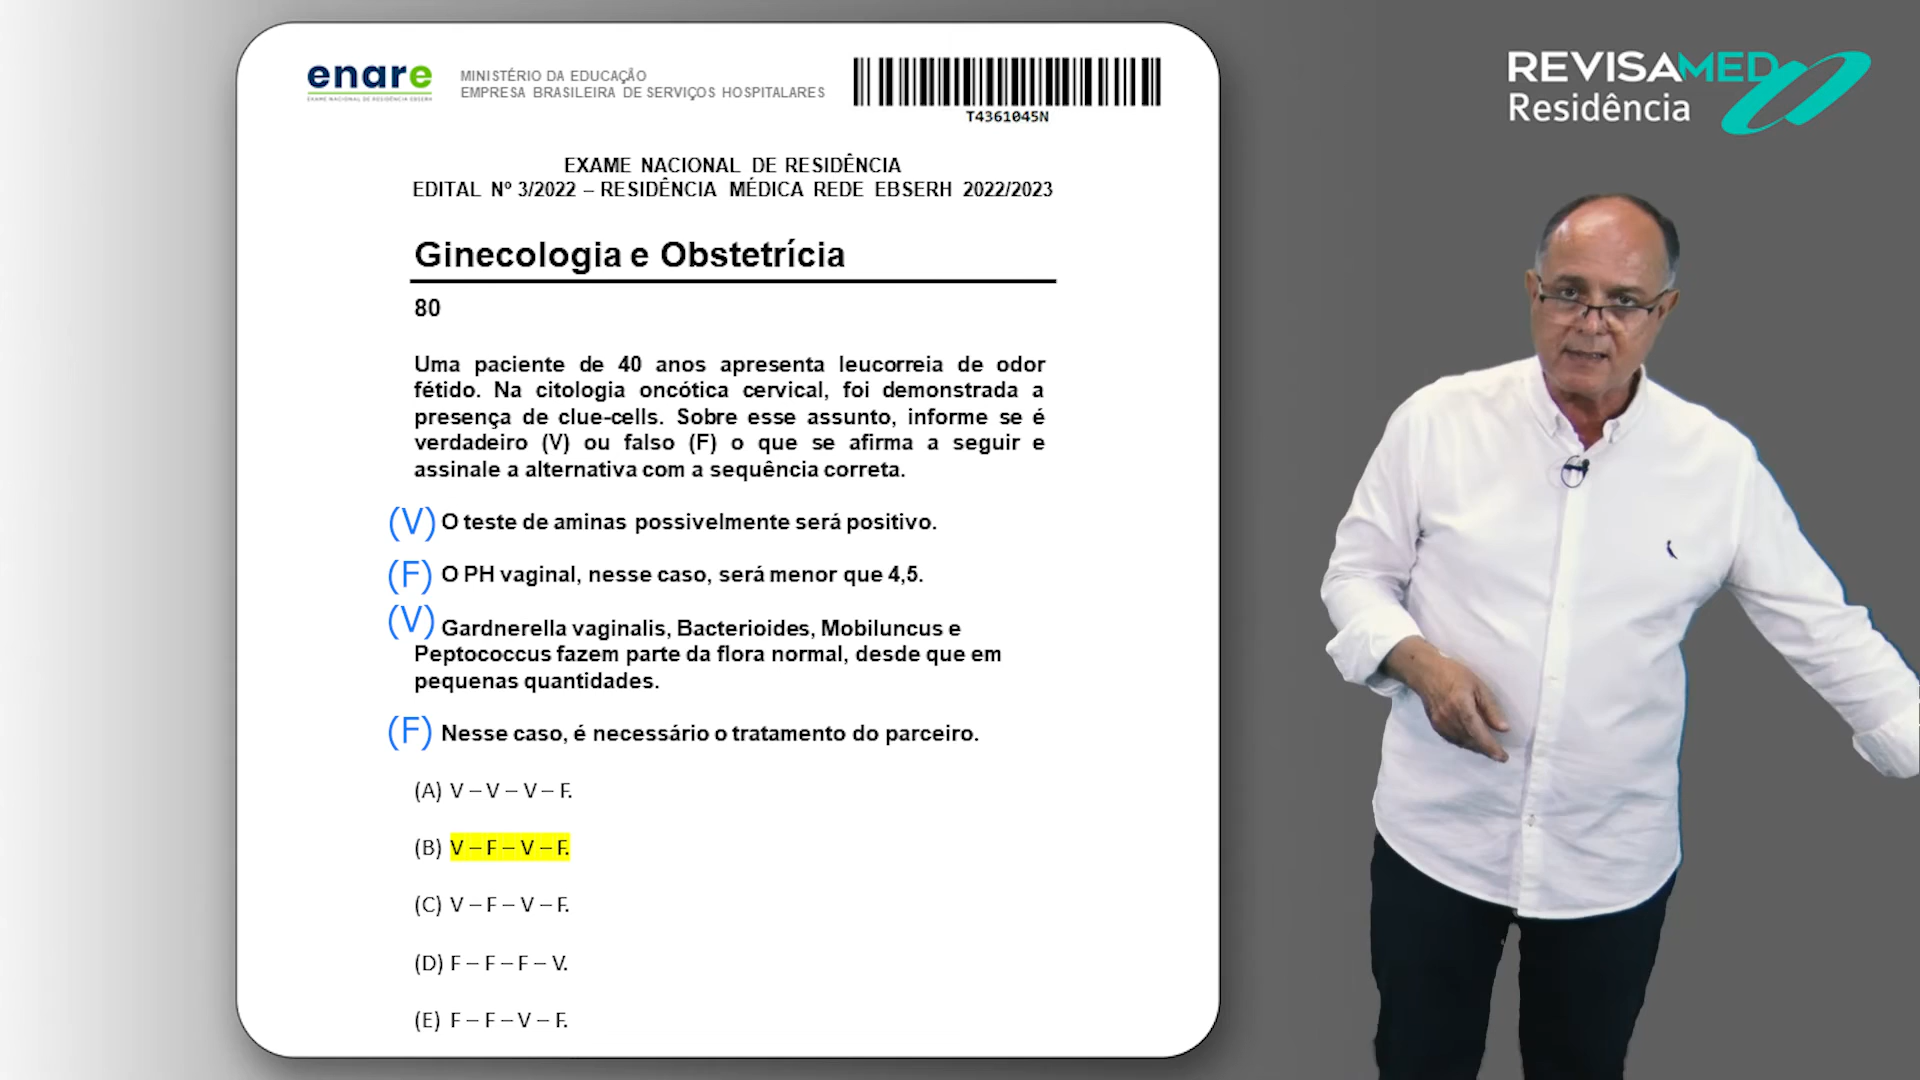 enare
EXAME NACIONAL DE RESIDÊNCIA EBSERH
MINISTÉRIO DA EDUCAÇÃO
EMPRESA BRASILEIRA DE SERVIÇOS HOSPITALARES
T4361045N
REVISAMED
Residência
EXAME NACIONAL DE RESIDÊNCIA
EDITAL Nº 3/2022 – RESIDÊNCIA MÉDICA REDE EBSERH 2022/2023
Ginecologia e Obstetrícia
80
Uma paciente de 40 anos apresenta leucorreia de odor
fétido. Na citologia oncótica cervical, foi demonstrada a
presença de clue-cells. Sobre esse assunto, informe se é
verdadeiro (V) ou falso (F) o que se afirma a seguir e
assinale a alternativa com a sequência correta.
(V) O teste de aminas possivelmente será positivo.
(F) O PH vaginal, nesse caso, será menor que 4,5.
(V) Gardnerella vaginalis, Bacterioides, Mobiluncus e
Peptococcus fazem parte da flora normal, desde que em
pequenas quantidades.
(F) Nesse caso, é necessário o tratamento do parceiro.
(A) V – V – V – F.
(B) V – F – V – F.
(C) V – F – V – F.
(D) F – F – F – V.
(E) F – F – V – F.